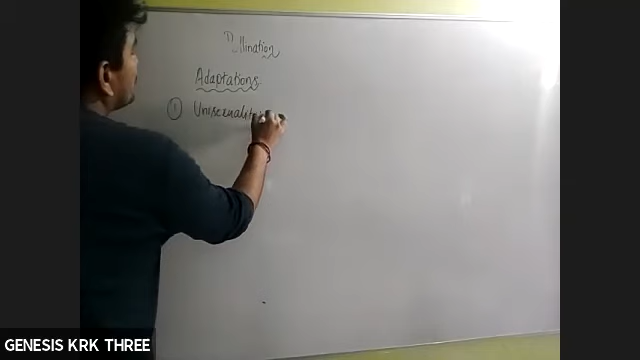 Pollination
Adaptations
① Unisexuality
GENESIS KRK THREE